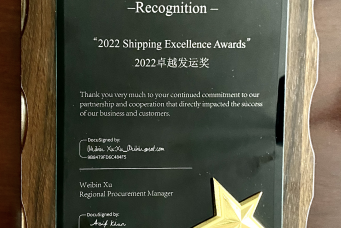 –Recognition –
“2022 Shipping Excellence Awards”
2022卓越发运奖
Thank you very much to your continued commitment to our
partnership and cooperation that directly impacted the success
of our business and customers.
DocuSigned by:
9B8479FD6C404F5
Weibin Xu
Regional Procurement Manager
DocuSigned by: